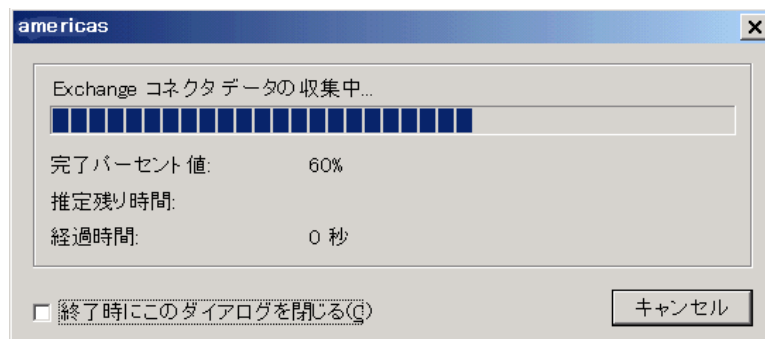 americas
Exchange コネクタ データの収集中...
完了パーセント値: 60%
推定残り時間:
経過時間: 0 秒
終了時にこのダイアログを閉じる(C)
キャンセル